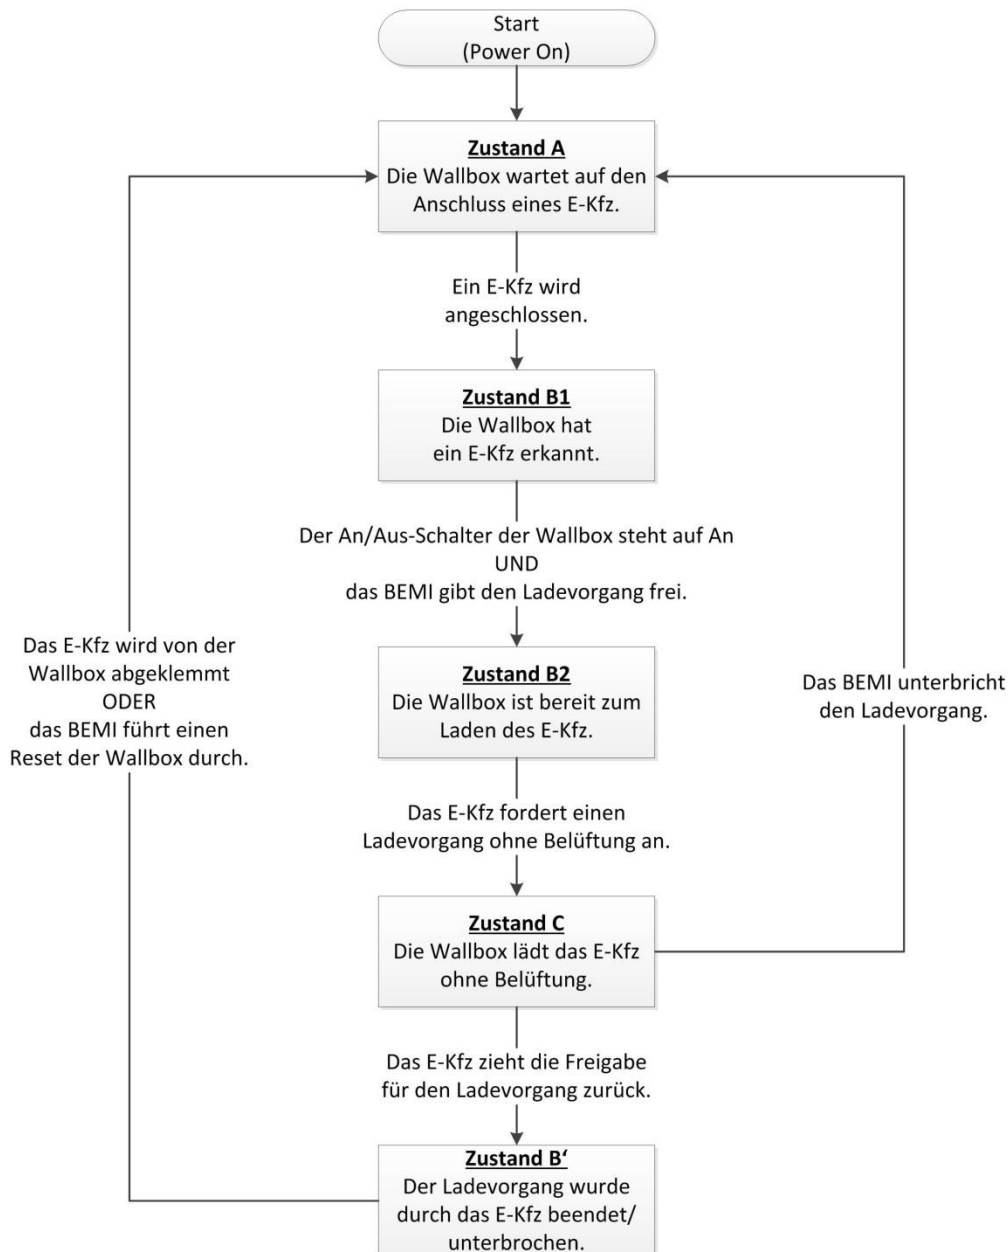 Start
(Power On)
Zustand A
Die Wallbox wartet auf den
Anschluss eines E-Kfz.
Ein E-Kfz wird
angeschlossen.
Zustand B1
Die Wallbox hat
ein E-Kfz erkannt.
Der An/Aus-Schalter der Wallbox steht auf An
UND
das BEMI gibt den Ladevorgang frei.
Zustand B2
Die Wallbox ist bereit zum
Laden des E-Kfz.
Das E-Kfz fordert einen
Ladevorgang ohne Belüftung an.
Zustand C
Die Wallbox lädt das E-Kfz
ohne Belüftung.
Das E-Kfz zieht die Freigabe
für den Ladevorgang zurück.
Zustand B‘
Der Ladevorgang wurde
durch das E-Kfz beendet/
unterbrochen.
Das E-Kfz wird von der
Wallbox abgeklemmt
ODER
das BEMI führt einen
Reset der Wallbox durch.
Das BEMI unterbricht
den Ladevorgang.